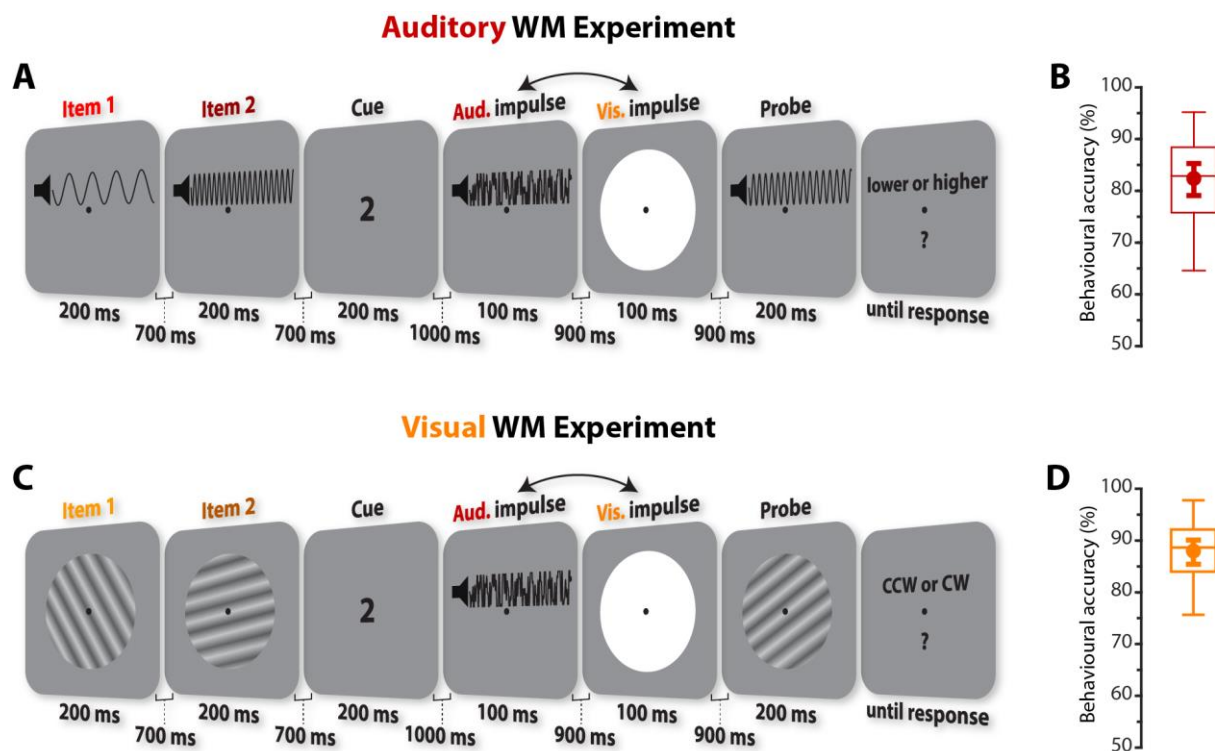 Auditory WM Experiment
A
Item 1
Item 2
Cue
Aud. impulse
Vis. impulse
Probe
2
lower or higher
?
200 ms
200 ms
200 ms
100 ms
100 ms
200 ms
until response
700 ms
700 ms
1000 ms
900 ms
900 ms
B
Behavioural accuracy (%)
100
90
80
70
60
50
Visual WM Experiment
C
Item 1
Item 2
Cue
Aud. impulse
Vis. impulse
Probe
2
CCW or CW
?
200 ms
200 ms
200 ms
100 ms
100 ms
200 ms
until response
700 ms
700 ms
1000 ms
900 ms
900 ms
D
Behavioural accuracy (%)
100
90
80
70
60
50